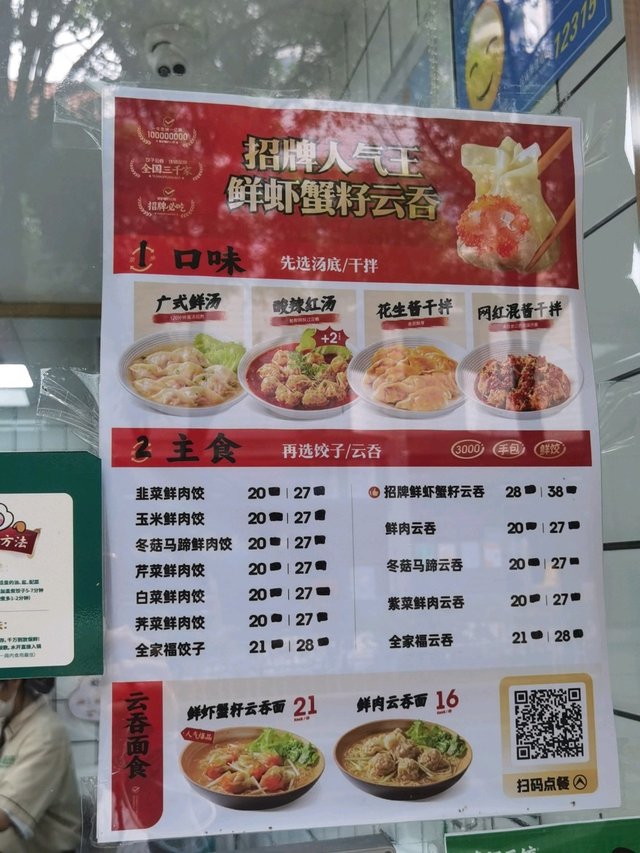 12315
100000000
全国三千家
招牌必吃
招牌人气王
鲜虾蟹籽云吞
1 口味 先选汤底/干拌
广式鲜汤
酸辣红汤
花生酱干拌
网红混酱干拌
+2
2 主食 再选饺子/云吞 3000 手包 鲜饺
韭菜鲜肉饺 20 | 27
玉米鲜肉饺 20 | 27
冬菇马蹄鲜肉饺 20 | 27
芹菜鲜肉饺 20 | 27
白菜鲜肉饺 20 | 27
荠菜鲜肉饺 20 | 27
全家福饺子 21 | 28
招牌鲜虾蟹籽云吞 28 | 38
鲜肉云吞 20 | 27
冬菇马蹄云吞 20 | 27
紫菜鲜肉云吞 20 | 27
全家福云吞 21 | 28
云吞面食
鲜虾蟹籽云吞面 21
人气爆品
鲜肉云吞面 16
扫码点餐
方法